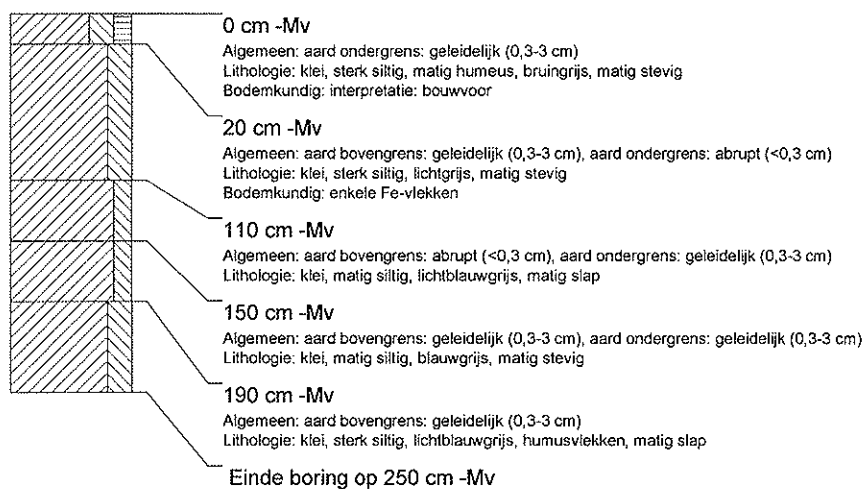 0 cm -Mv
Algemeen: aard ondergrens: geleidelijk (0,3-3 cm)
Lithologie: klei, sterk siltig, matig humeus, bruingrijs, matig stevig
Bodemkundig: interpretatie: bouwvoor
20 cm -Mv
Algemeen: aard bovengrens: geleidelijk (0,3-3 cm), aard ondergrens: abrupt (<0,3 cm)
Lithologie: klei, sterk siltig, lichtgrijs, matig stevig
Bodemkundig: enkele Fe-vlekken
110 cm -Mv
Algemeen: aard bovengrens: abrupt (<0,3 cm), aard ondergrens: geleidelijk (0,3-3 cm)
Lithologie: klei, matig siltig, lichtblauwgrijs, matig slap
150 cm -Mv
Algemeen: aard bovengrens: geleidelijk (0,3-3 cm), aard ondergrens: geleidelijk (0,3-3 cm)
Lithologie: klei, matig siltig, blauwgrijs, matig stevig
190 cm -Mv
Algemeen: aard bovengrens: geleidelijk (0,3-3 cm)
Lithologie: klei, sterk siltig, lichtblauwgrijs, humusvlekken, matig slap
Einde boring op 250 cm -Mv